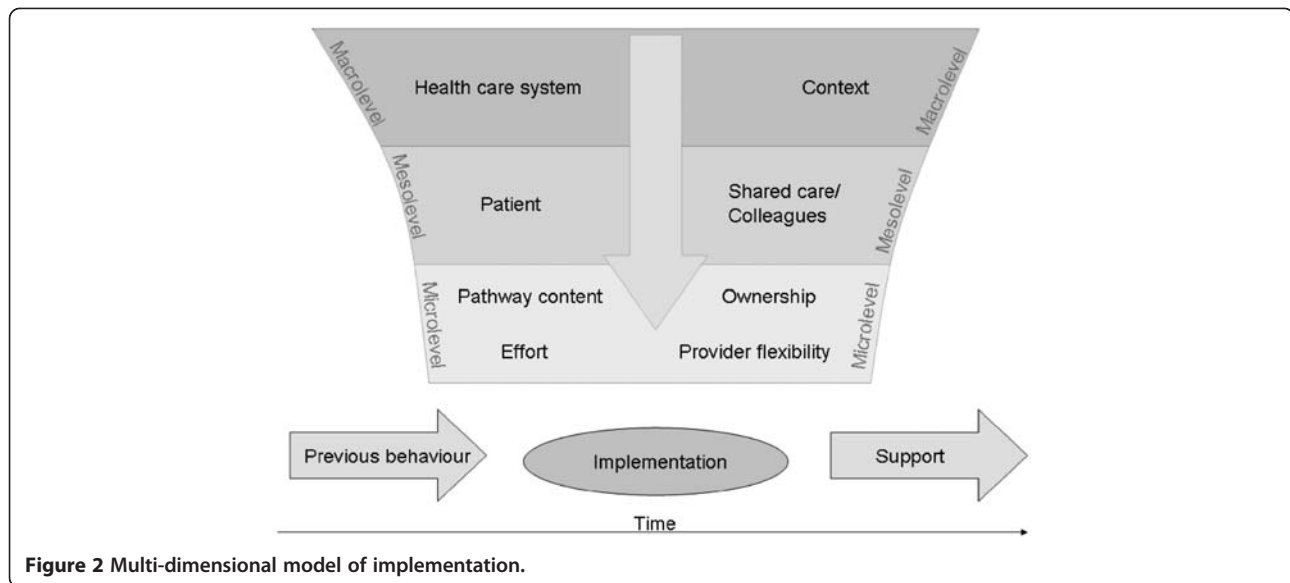 Macrolevel
Health care system
Context
Macrolevel
Mesolevel
Patient
Shared care/
Colleagues
Mesolevel
Microlevel
Pathway content
Ownership
Effort
Provider flexibility
Microlevel
Previous behaviour
Implementation
Support
Time
Figure 2 Multi-dimensional model of implementation.